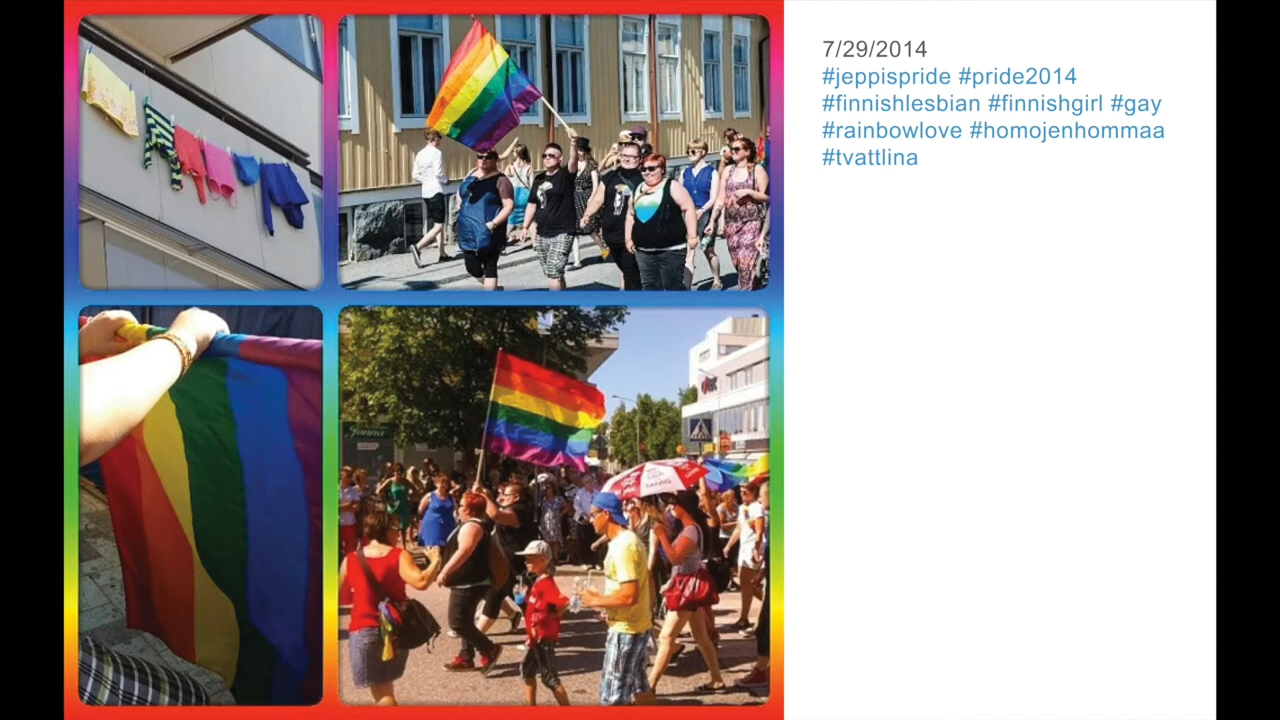 7/29/2014
#jeppispride #pride2014
#finnishlesbian #finnishgirl #gay
#rainbowlove #homojenhommaa
#tvattlina